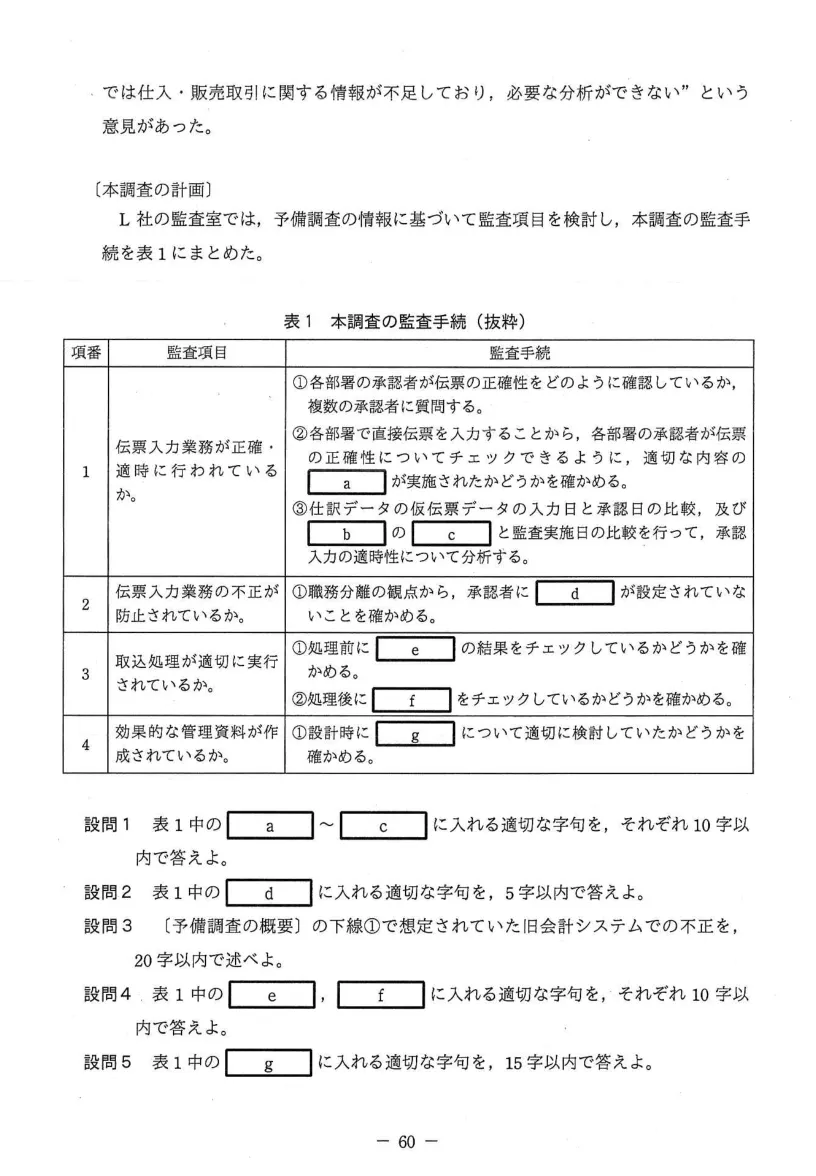 では仕入・販売取引に関する情報が不足しており，必要な分析ができない”という
意見があった。
〔本調査の計画〕
L 社の監査室では，予備調査の情報に基づいて監査項目を検討し，本調査の監査手
続を表 1 にまとめた。
表 1 本調査の監査手続（抜粋）
項番 監査項目 監査手続
1
伝票入力業務が正確・
適時に行われている
か。
①各部署の承認者が伝票の正確性をどのように確認しているか，
複数の承認者に質問する。
②各部署で直接伝票を入力することから，各部署の承認者が伝票
の正確性についてチェックできるように，適切な内容の
a が実施されたかどうかを確かめる。
③仕訳データの仮伝票データの入力日と承認日の比較，及び
b の c と監査実施日の比較を行って，承認
入力の適時性について分析する。
2
伝票入力業務の不正が
防止されているか。
①職務分離の観点から，承認者に d が設定されていな
いことを確かめる。
3
取込処理が適切に実行
されているか。
①処理前に e の結果をチェックしているかどうかを確
かめる。
②処理後に f をチェックしているかどうかを確かめる。
4
効果的な管理資料が作
成されているか。
①設計時に g について適切に検討していたかどうかを
確かめる。
設問 1 表 1 中の a ～ c に入れる適切な字句を，それぞれ 10 字以
内で答えよ。
設問 2 表 1 中の d に入れる適切な字句を，5 字以内で答えよ。
設問 3 〔予備調査の概要〕の下線①で想定されていた旧会計システムでの不正を，
20 字以内で述べよ。
設問 4 表 1 中の e ， f に入れる適切な字句を，それぞれ 10 字以
内で答えよ。
設問 5 表 1 中の g に入れる適切な字句を，15 字以内で答えよ。
－ 60 －